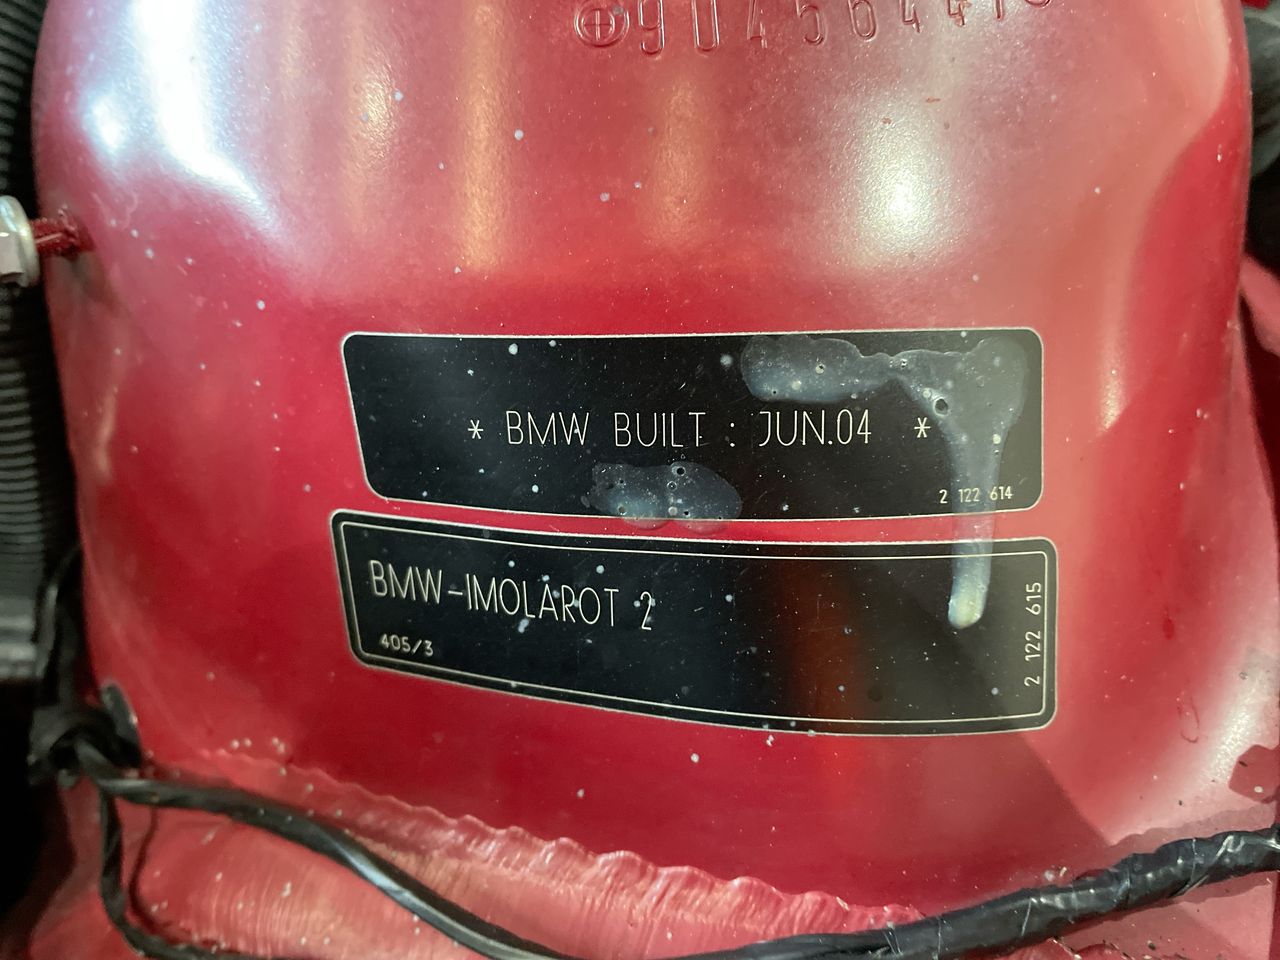 * BMW BUILT : JUN.04 *
2 122 614
BMW-IMOLAROT 2
405/3
2 122 615